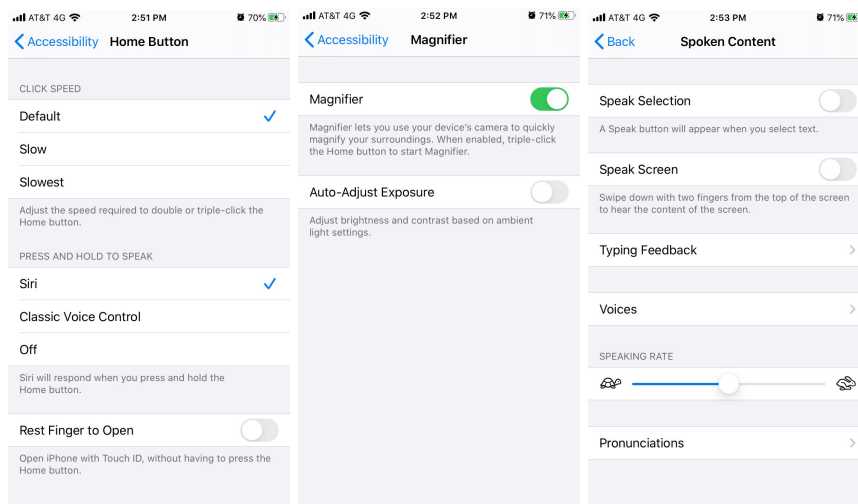 AT&T 4G 2:51 PM 70%
Accessibility Home Button
CLICK SPEED
Default
Slow
Slowest
Adjust the speed required to double or triple-click the
Home button.
PRESS AND HOLD TO SPEAK
Siri
Classic Voice Control
Off
Siri will respond when you press and hold the
Home button.
Rest Finger to Open
Open iPhone with Touch ID, without having to press the
Home button.
AT&T 4G 2:52 PM 71%
Accessibility Magnifier
Magnifier
Magnifier lets you use your device's camera to quickly
magnify your surroundings. When enabled, triple-click
the Home button to start Magnifier.
Auto-Adjust Exposure
Adjust brightness and contrast based on ambient
light settings.
AT&T 4G 2:53 PM 71%
Back Spoken Content
Speak Selection
A Speak button will appear when you select text.
Speak Screen
Swipe down with two fingers from the top of the screen
to hear the content of the screen.
Typing Feedback
Voices
SPEAKING RATE
Pronunciations